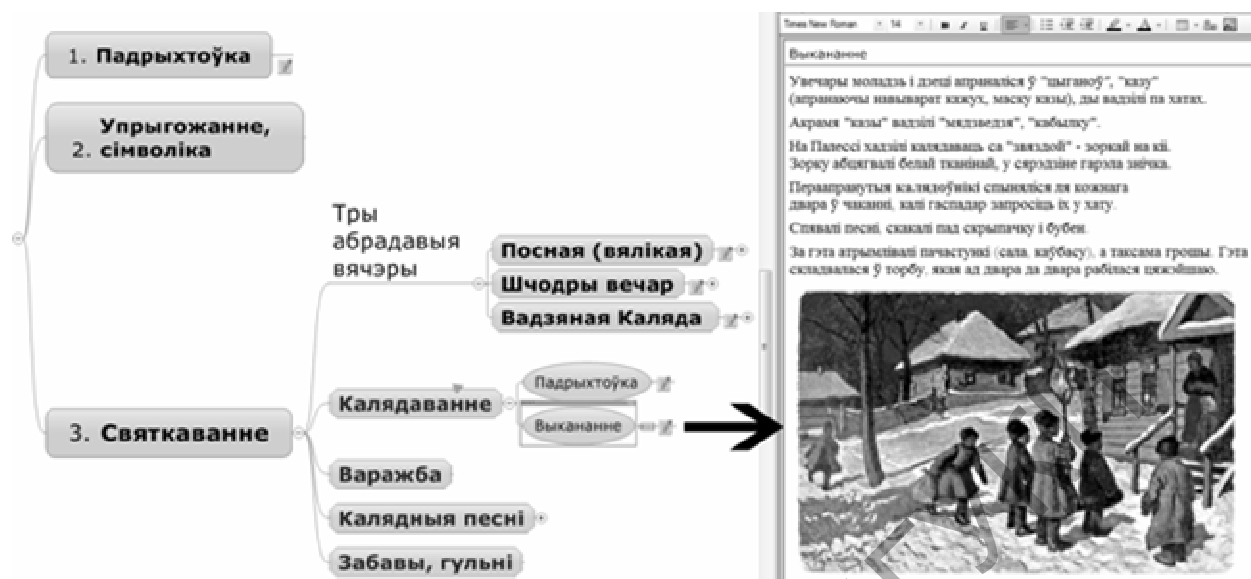 1. Падрыхтоўка
Упрыгожанне,
2. сімволіка
3. Святкаванне
Тры
абрадавыя
вячэры
Посная (вялікая)
Шчодры вечар
Вадзяная Каляда
Калядаванне
Падрыхтоўка
Выкананне
Варажба
Калядныя песні
Забавы, гульні
Times New Roman 14
Выкананне
Увечары моладзь і дзеці апраналіся ў "цыганоў", "казу"
(апранаючы навыварат кажух, маску казы), ды вадзілі па хатах.
Акрамя "казы" вадзілі "мядзведзя", "кабылку".
На Палессі хадзілі калядаваць са "звяздой" - зоркай на кіі.
Зорку абцягвалі белай тканінай, у сярэдзіне гарэла знічка.
Пераапранутыя калядоўнікі спыняліся ля кожнага
двара ў чаканні, калі гаспадар запросіць іх у хату.
Спявалі песні, скакалі пад скрыпачку і бубен.
За гэта атрымлівалі пачастункі (сала, каўбасу), а таксама грошы. Гэта
складвалася ў торбу, якая ад двара да двара рабілася цяжэйшаю.